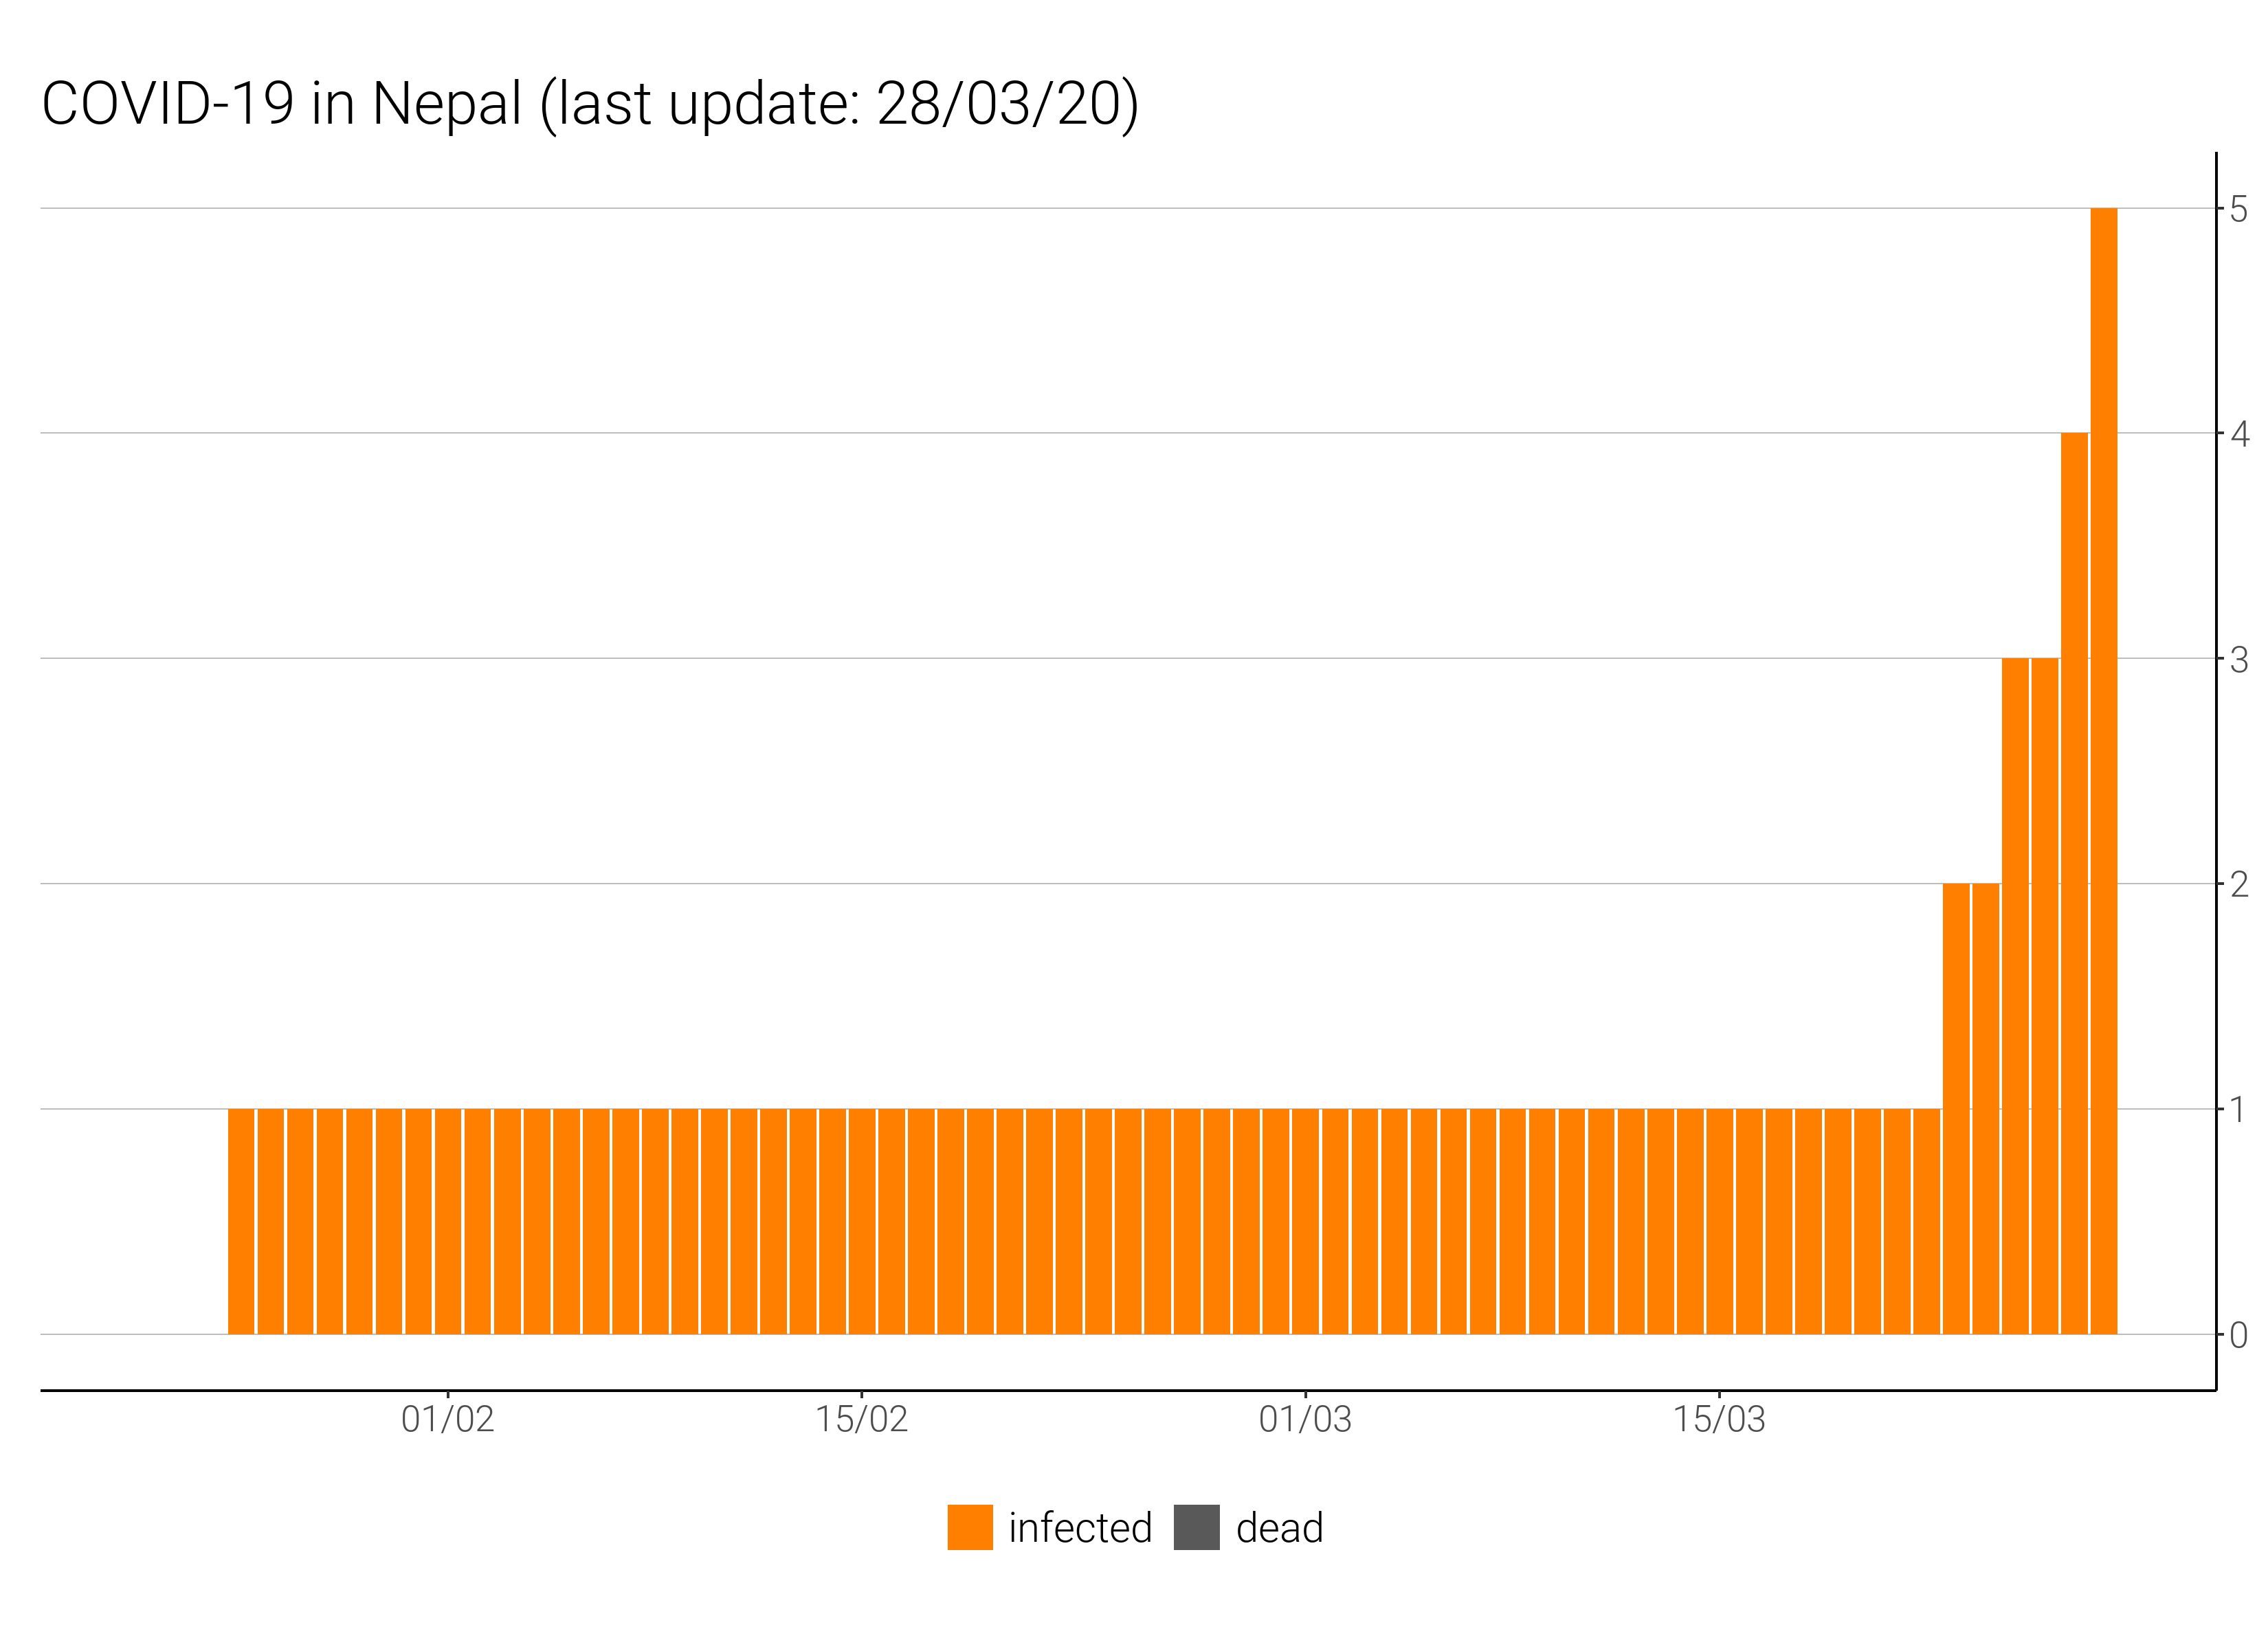 COVID-19 in Nepal (last update: 28/03/20)
5
4
3
2
1
0
01/02 15/02 01/03 15/03
infected dead